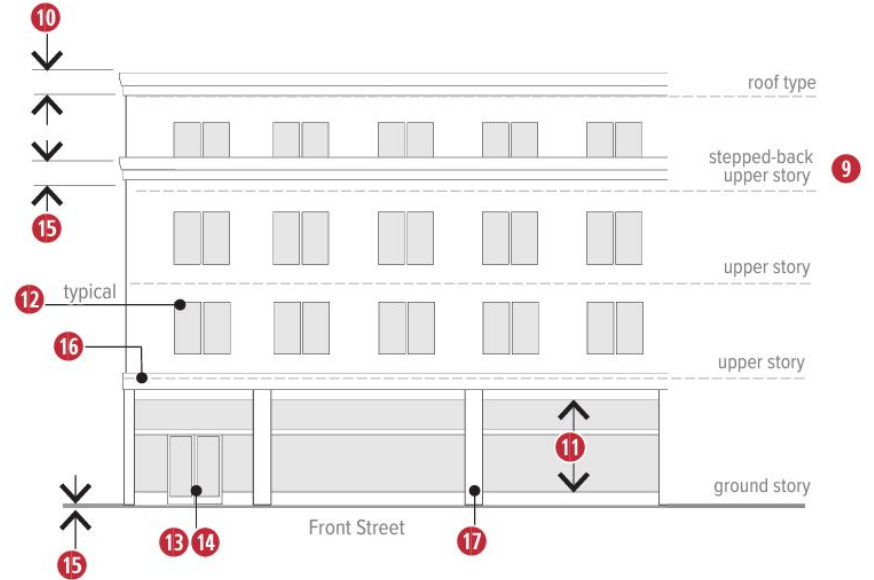 10
roof type
stepped-back
upper story
9
15
upper story
12
typical
16
upper story
11
ground story
Front Street
13
14
17
15